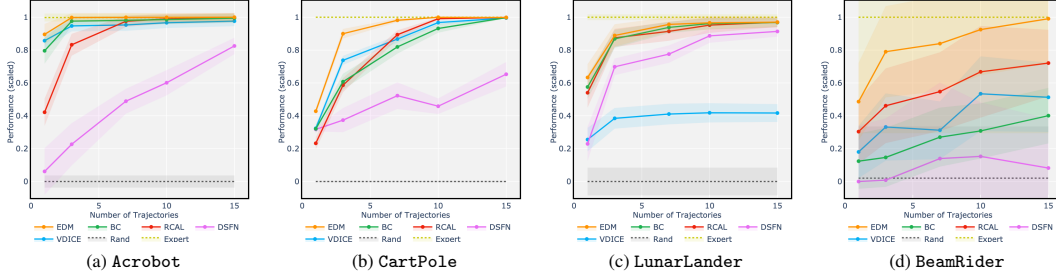 Performance (scaled)
1
0.8
0.6
0.4
0.2
0
0 5 10 15
Number of Trajectories
EDM BC RCAL DSFN
VDICE Rand Expert
(a) Acrobot
Performance (scaled)
1
0.8
0.6
0.4
0.2
0
0 5 10 15
Number of Trajectories
EDM BC RCAL DSFN
VDICE Rand Expert
(b) CartPole
Performance (scaled)
1
0.8
0.6
0.4
0.2
0
0 5 10 15
Number of Trajectories
EDM BC RCAL DSFN
VDICE Rand Expert
(c) LunarLander
Performance (scaled)
1
0.8
0.6
0.4
0.2
0
0 5 10 15
Number of Trajectories
EDM BC RCAL DSFN
VDICE Rand Expert
(d) BeamRider